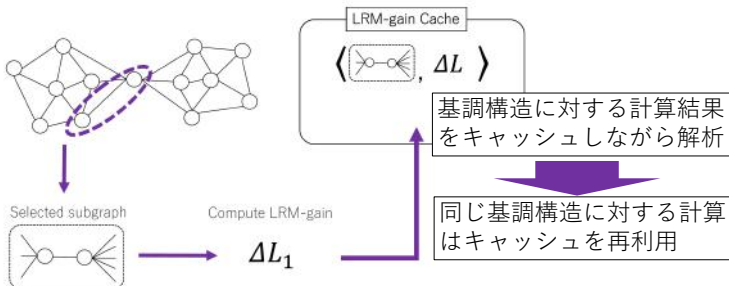 LRM-gain Cache
⟨ , ΔL ⟩
基調構造に対する計算結果
をキャッシュしながら解析
Selected subgraph
Compute LRM-gain
ΔL₁
同じ基調構造に対する計算
はキャッシュを再利用